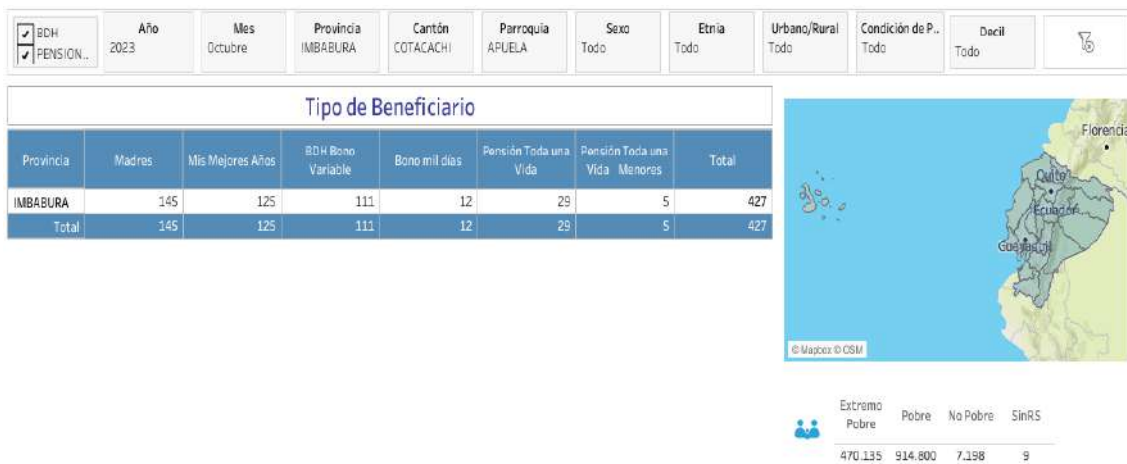 BDH
PENSION..
Año
2023
Mes
Octubre
Provincia
IMBABURA
Cantón
COTACACHI
Parroquia
APUELA
Sexo
Todo
Etnia
Todo
Urbano/Rural
Todo
Condición de P..
Todo
Decil
Todo
Tipo de Beneficiario
Provincia Madres Mis Mejores Años BDH Bono Variable Bono mil días Pensión Toda una Vida Pensión Toda una Vida Menores Total
IMBABURA 145 125 111 12 29 5 427
Total 145 125 111 12 29 5 427
Florencia
Quito
Ecuador
Guayaquil
© Mapbox © OSM
Extremo Pobre Pobre No Pobre SinRS
470.135 914.800 7.198 9